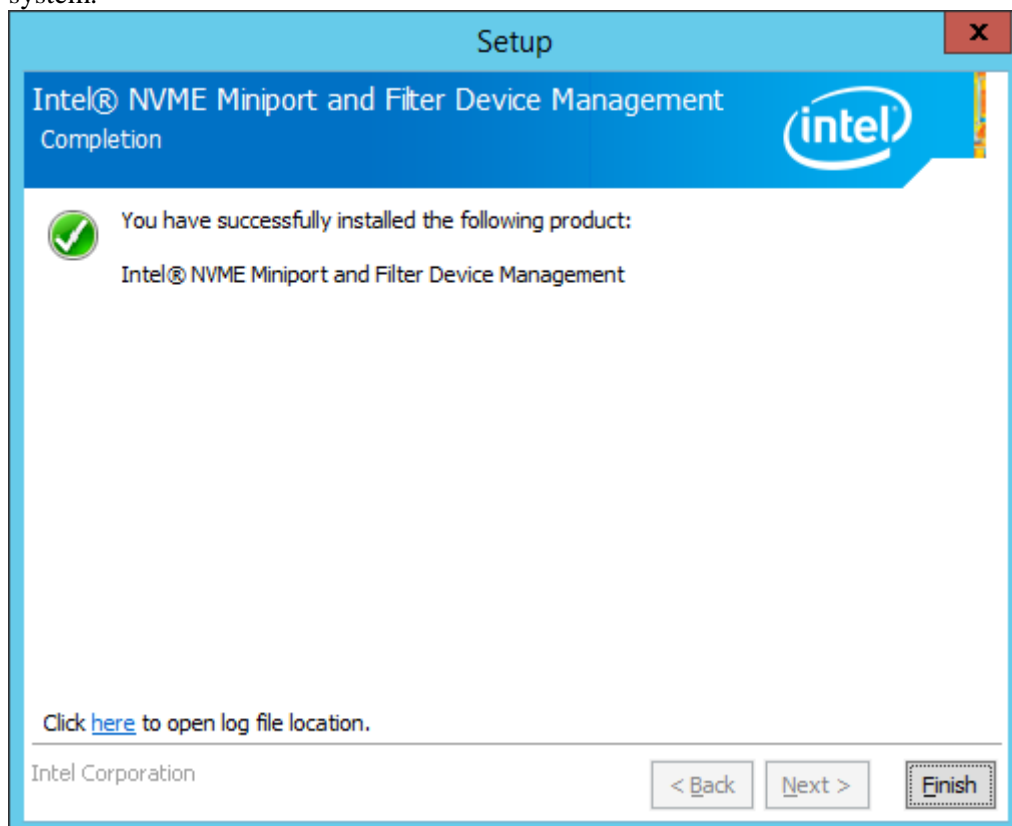 system.
Setup
x
Intel® NVME Miniport and Filter Device Management
Completion
intel
You have successfully installed the following product:
Intel® NVME Miniport and Filter Device Management
Click here to open log file location.
Intel Corporation
< Back
Next >
Finish